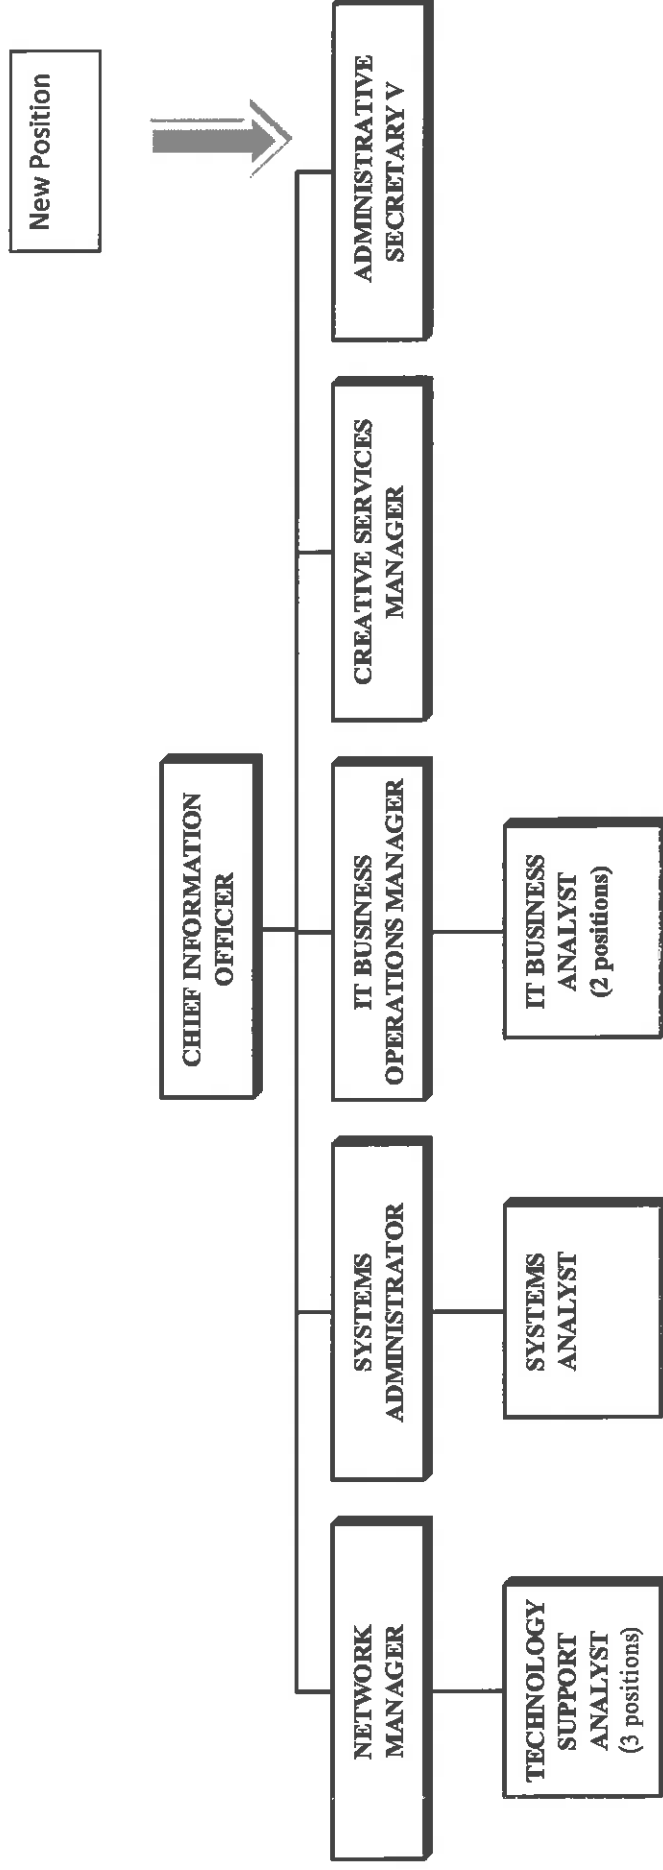 New Position
CHIEF INFORMATION
OFFICER
NETWORK
MANAGER
SYSTEMS
ADMINISTRATOR
IT BUSINESS
OPERATIONS MANAGER
CREATIVE SERVICES
MANAGER
ADMINISTRATIVE
SECRETARY V
TECHNOLOGY
SUPPORT
ANALYST
(3 positions)
SYSTEMS
ANALYST
IT BUSINESS
ANALYST
(2 positions)